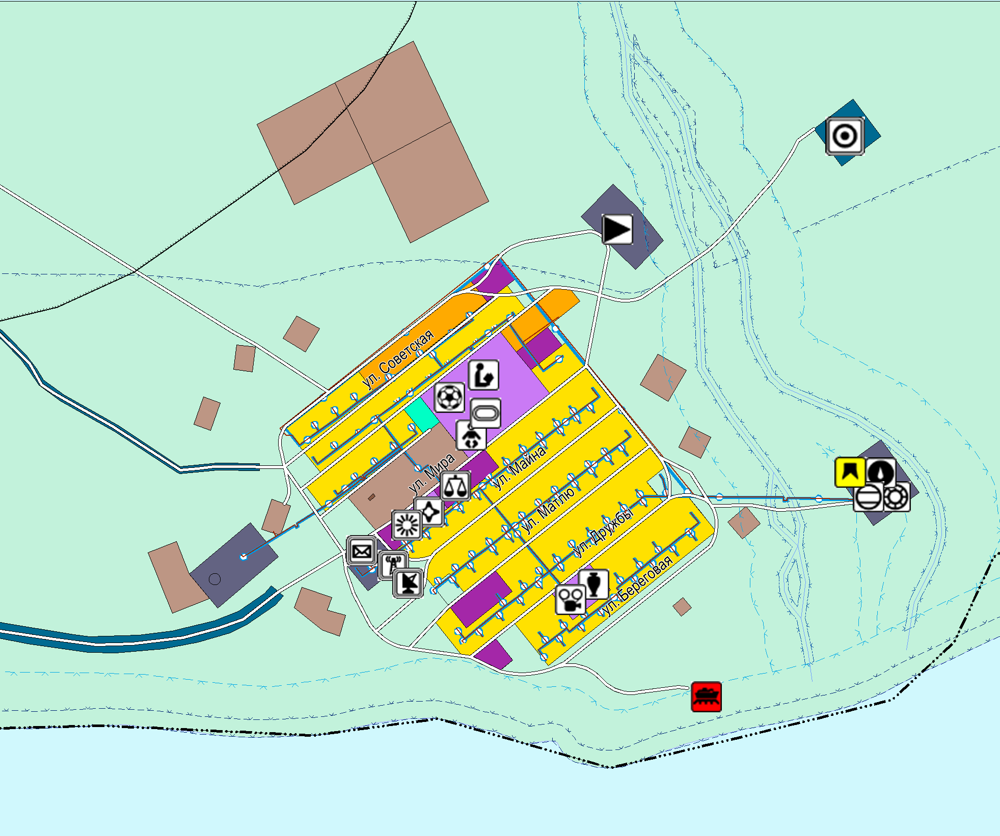 ул. Советская
ул. Мира
ул. Майна
ул. Матлю
ул. Дружбы
ул. Береговая